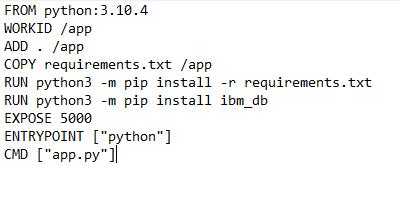 FROM python:3.10.4
WORKID /app
ADD . /app
COPY requirements.txt /app
RUN python3 -m pip install -r requirements.txt
RUN python3 -m pip install ibm_db
EXPOSE 5000
ENTRYPOINT ["python"]
CMD ["app.py"]